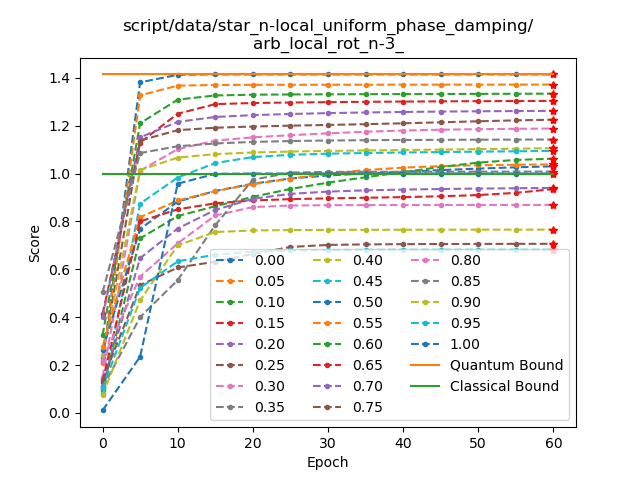 script/data/star_n-local_uniform_phase_damping/
arb_local_rot_n-3_
Score
1.4
1.2
1.0
0.8
0.6
0.4
0.2
0.0
0.00 0.40 0.80
0.05 0.45 0.85
0.10 0.50 0.90
0.15 0.55 0.95
0.20 0.60 1.00
0.25 0.65 Quantum Bound
0.30 0.70 Classical Bound
0.35 0.75
0 10 20 30 40 50 60
Epoch